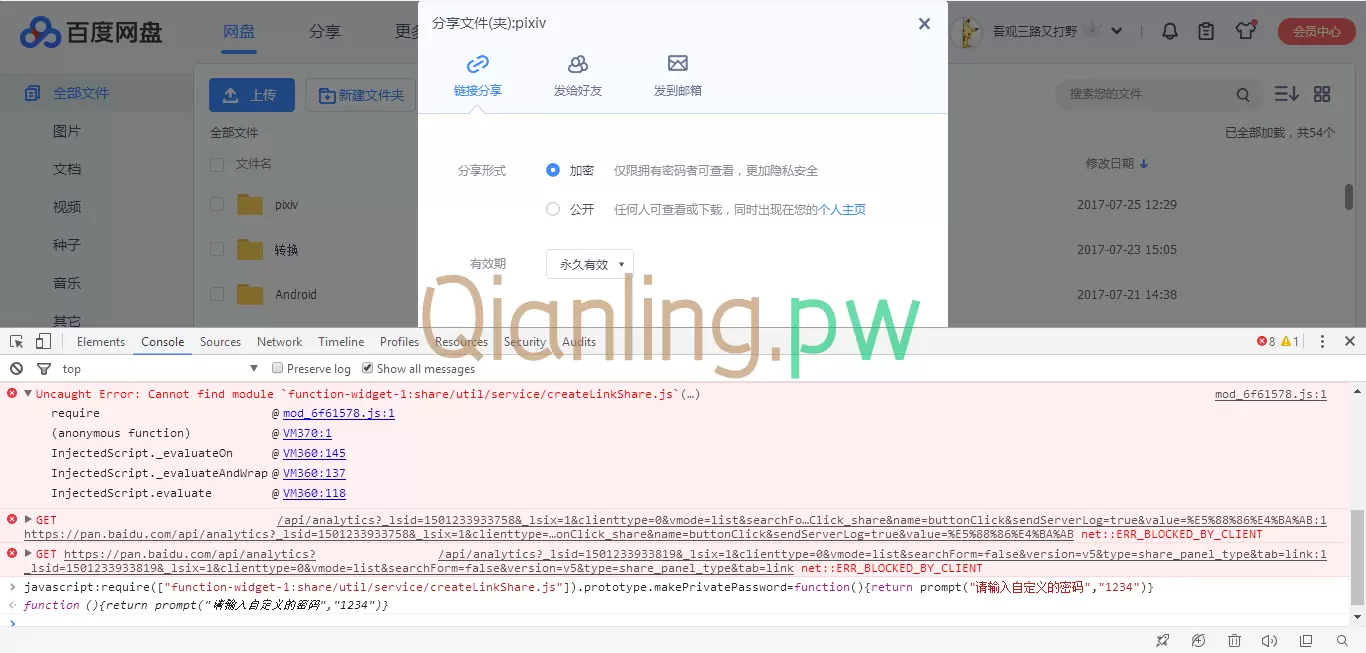 百度网盘
网盘
分享
更多
分享文件(夹):pixiv
吾观三路又打野
会员中心
链接分享
发给好友
发到邮箱
全部文件
图片
文档
视频
种子
音乐
其它
上传
新建文件夹
搜索您的文件
全部文件
已全部加载，共54个
文件名
修改日期
pixiv
2017-07-25 12:29
转换
2017-07-23 15:05
Android
2017-07-21 14:38
分享形式
加密 仅限拥有密码者可查看，更加隐私安全
公开 任何人可查看或下载，同时出现在您的个人主页
有效期
永久有效
Qianling.pw
Elements Console Sources Network Timeline Profiles Resources Security Audits
8 1
top
Preserve log
Show all messages
Uncaught Error: Cannot find module `function-widget-1:share/util/service/createLinkShare.js`(…) mod_6f61578.js:1
require @ mod_6f61578.js:1
(anonymous function) @ VM370:1
InjectedScript._evaluateOn @ VM360:145
InjectedScript._evaluateAndWrap @ VM360:137
InjectedScript.evaluate @ VM360:118
GET /api/analytics?_lsid=1501233933758&_lsix=1&clienttype=0&vmode=list&searchFo…Click_share&name=buttonClick&sendServerLog=true&value=%E5%88%86%E4%BA%AB:1
https://pan.baidu.com/api/analytics?_lsid=1501233933758&_lsix=1&clienttype=…onClick_share&name=buttonClick&sendServerLog=true&value=%E5%88%86%E4%BA%AB net::ERR_BLOCKED_BY_CLIENT
GET https://pan.baidu.com/api/analytics? /api/analytics?_lsid=1501233933819&_lsix=1&clienttype=0&vmode=list&searchForm=false&version=v5&type=share_panel_type&tab=link:1
_lsid=1501233933819&_lsix=1&clienttype=0&vmode=list&searchForm=false&version=v5&type=share_panel_type&tab=link net::ERR_BLOCKED_BY_CLIENT
javascript:require(["function-widget-1:share/util/service/createLinkShare.js"]).prototype.makePrivatePassword=function(){return prompt("请输入自定义的密码","1234")}
function (){return prompt("请输入自定义的密码","1234")}